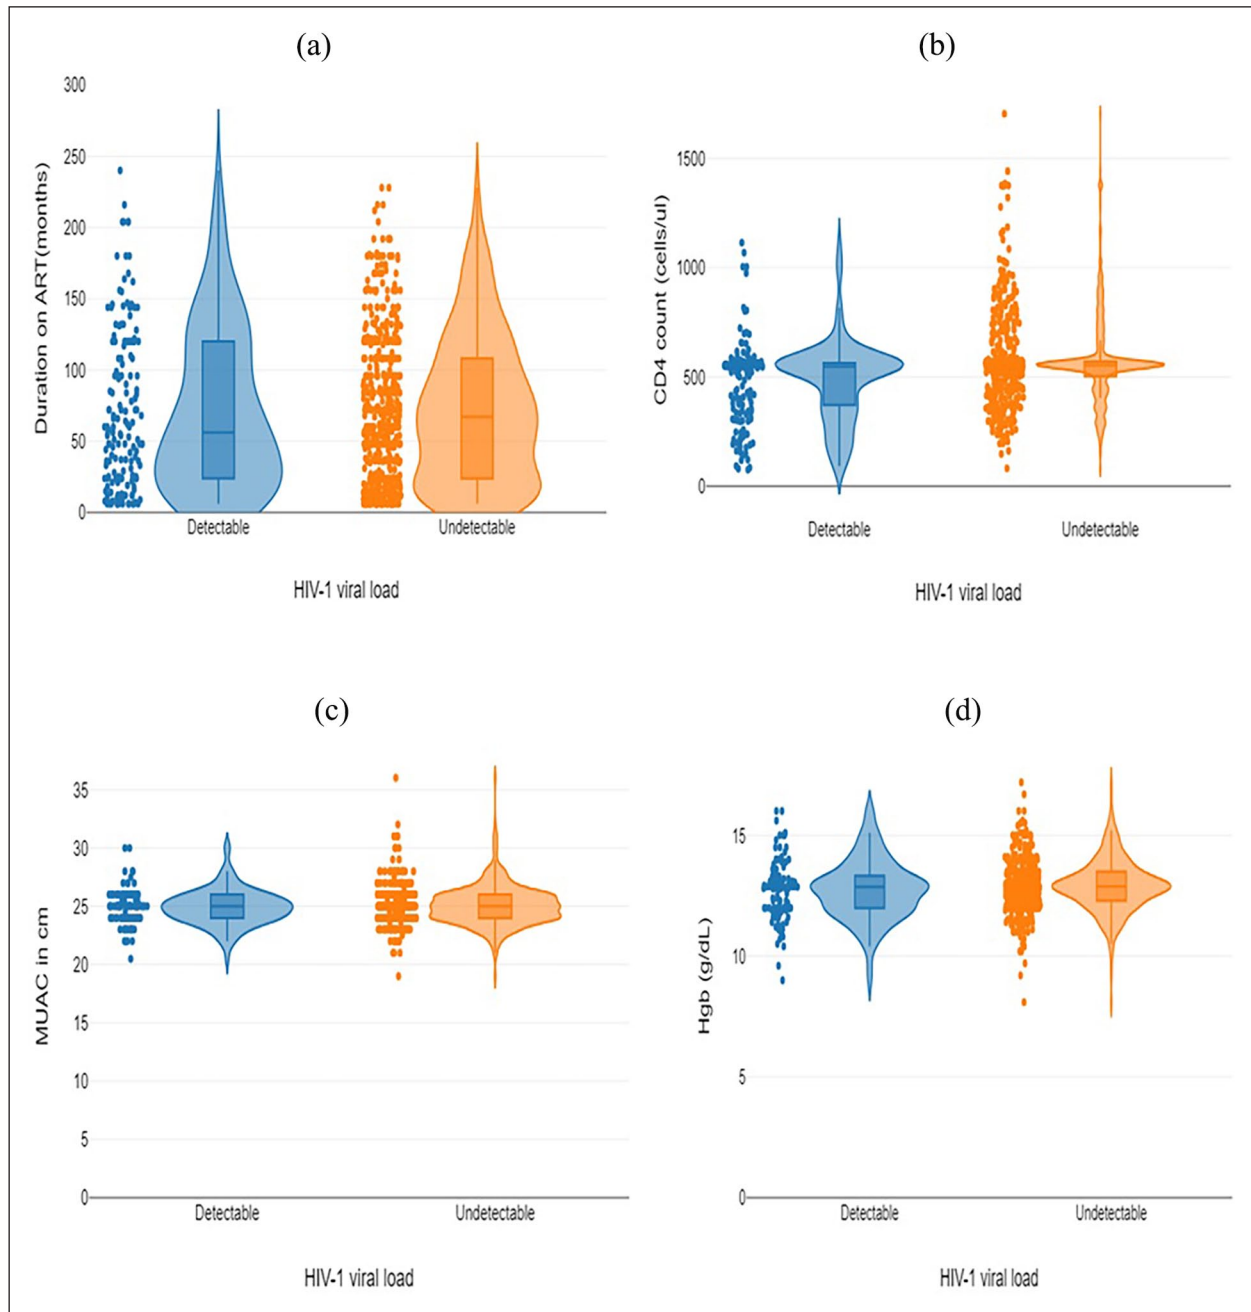 (a)
300
250
200
150
100
50
0
Duration on ART(months)
Detectable Undetectable
HIV-1 viral load
(b)
1500
1000
500
0
CD4 count (cells/ul)
Detectable Undetectable
HIV-1 viral load
(c)
35
30
25
20
15
10
5
0
MUAC in cm
Detectable Undetectable
HIV-1 viral load
(d)
15
10
5
0
Hgb (g/dL)
Detectable Undetectable
HIV-1 viral load